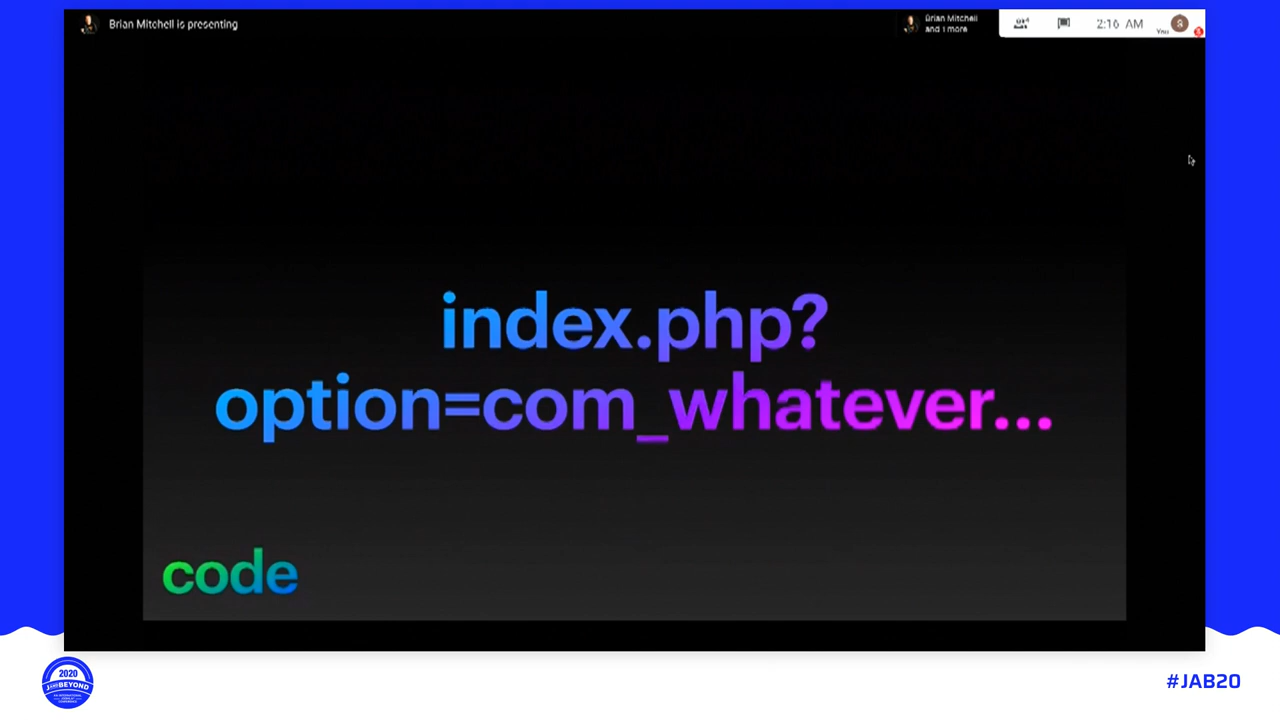 Brian Mitchell is presenting
Brian Mitchell
and 1 more
2:16 AM
You
S
index.php?
option=com_whatever...
code
2020
J AND BEYOND
#JAB20